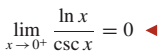 lim x→0⁺ ln x / csc x = 0